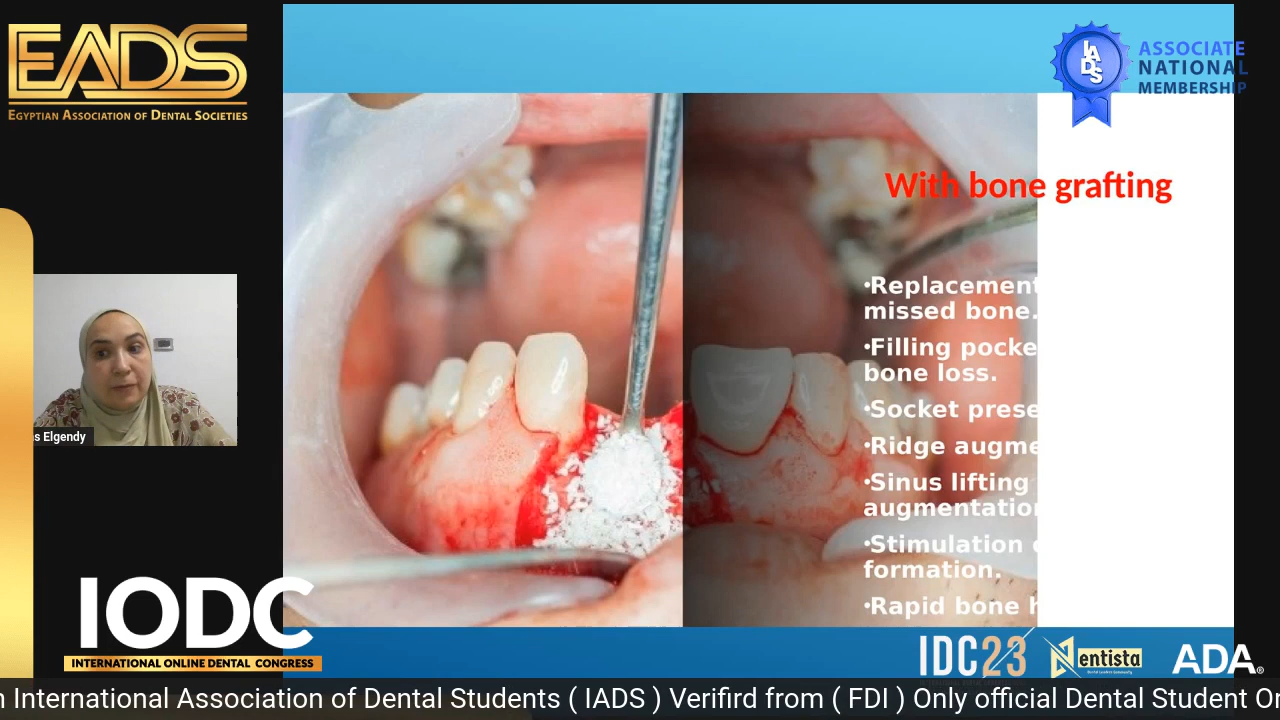 EADS
EGYPTIAN ASSOCIATION OF DENTAL SOCIETIES
IADS
ASSOCIATE
NATIONAL
MEMBERSHIP
With bone grafting
•Replacement
missed bone.
•Filling pocke
bone loss.
•Socket prese
•Ridge augme
•Sinus lifting
augmentation
•Stimulation
formation.
•Rapid bone
Elgendy
IODC
INTERNATIONAL ONLINE DENTAL CONGRESS
IDC23
Dentista
ADA®
International Association of Dental Students ( IADS ) Verifird from ( FDI ) Only official Dental Student